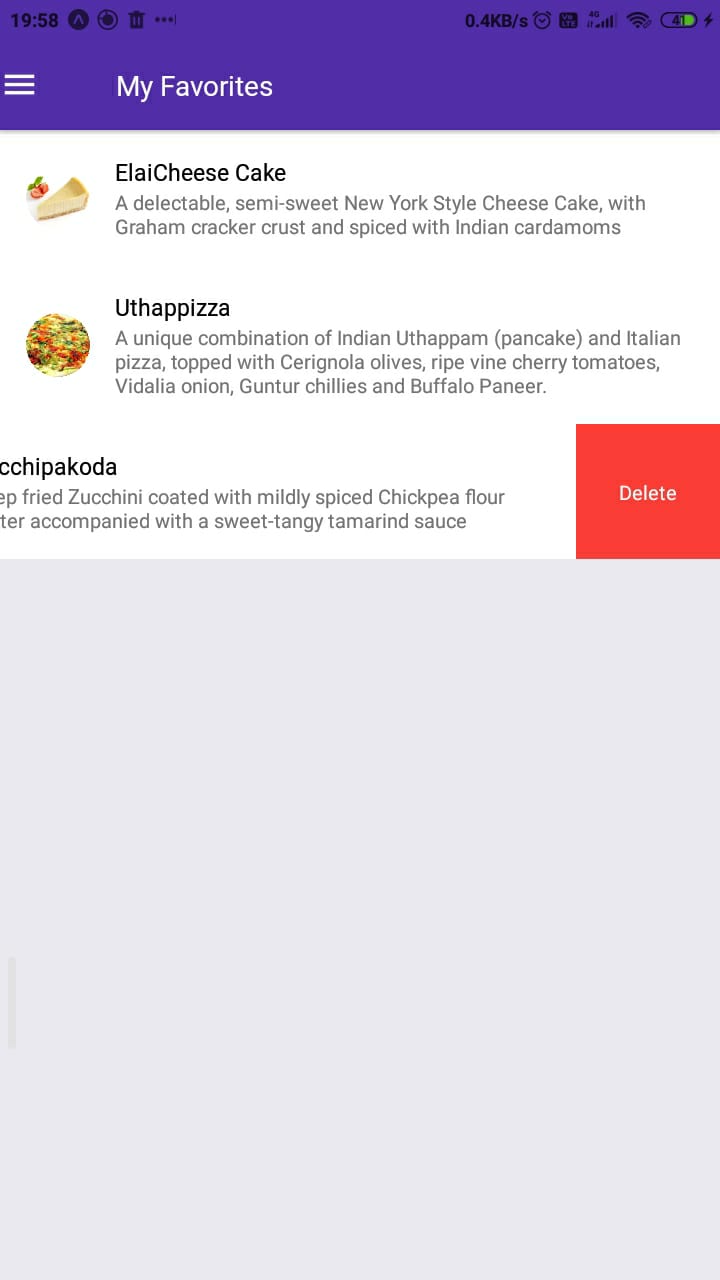 19:58
0.4KB/s
4G
41
My Favorites
ElaiCheese Cake
A delectable, semi-sweet New York Style Cheese Cake, with
Graham cracker crust and spiced with Indian cardamoms
Uthappizza
A unique combination of Indian Uthappam (pancake) and Italian
pizza, topped with Cerignola olives, ripe vine cherry tomatoes,
Vidalia onion, Guntur chillies and Buffalo Paneer.
cchipakoda
ep fried Zucchini coated with mildly spiced Chickpea flour
ter accompanied with a sweet-tangy tamarind sauce
Delete